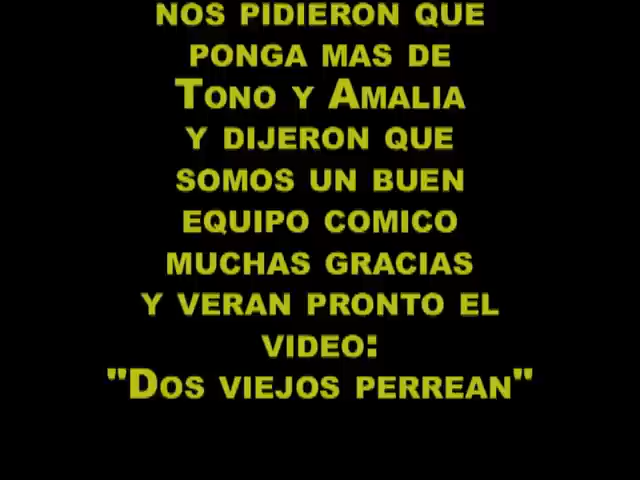 NOS PIDIERON QUE
PONGA MAS DE
TONO Y AMALIA
Y DIJERON QUE
SOMOS UN BUEN
EQUIPO COMICO
MUCHAS GRACIAS
Y VERAN PRONTO EL
VIDEO:
"DOS VIEJOS PERREAN"